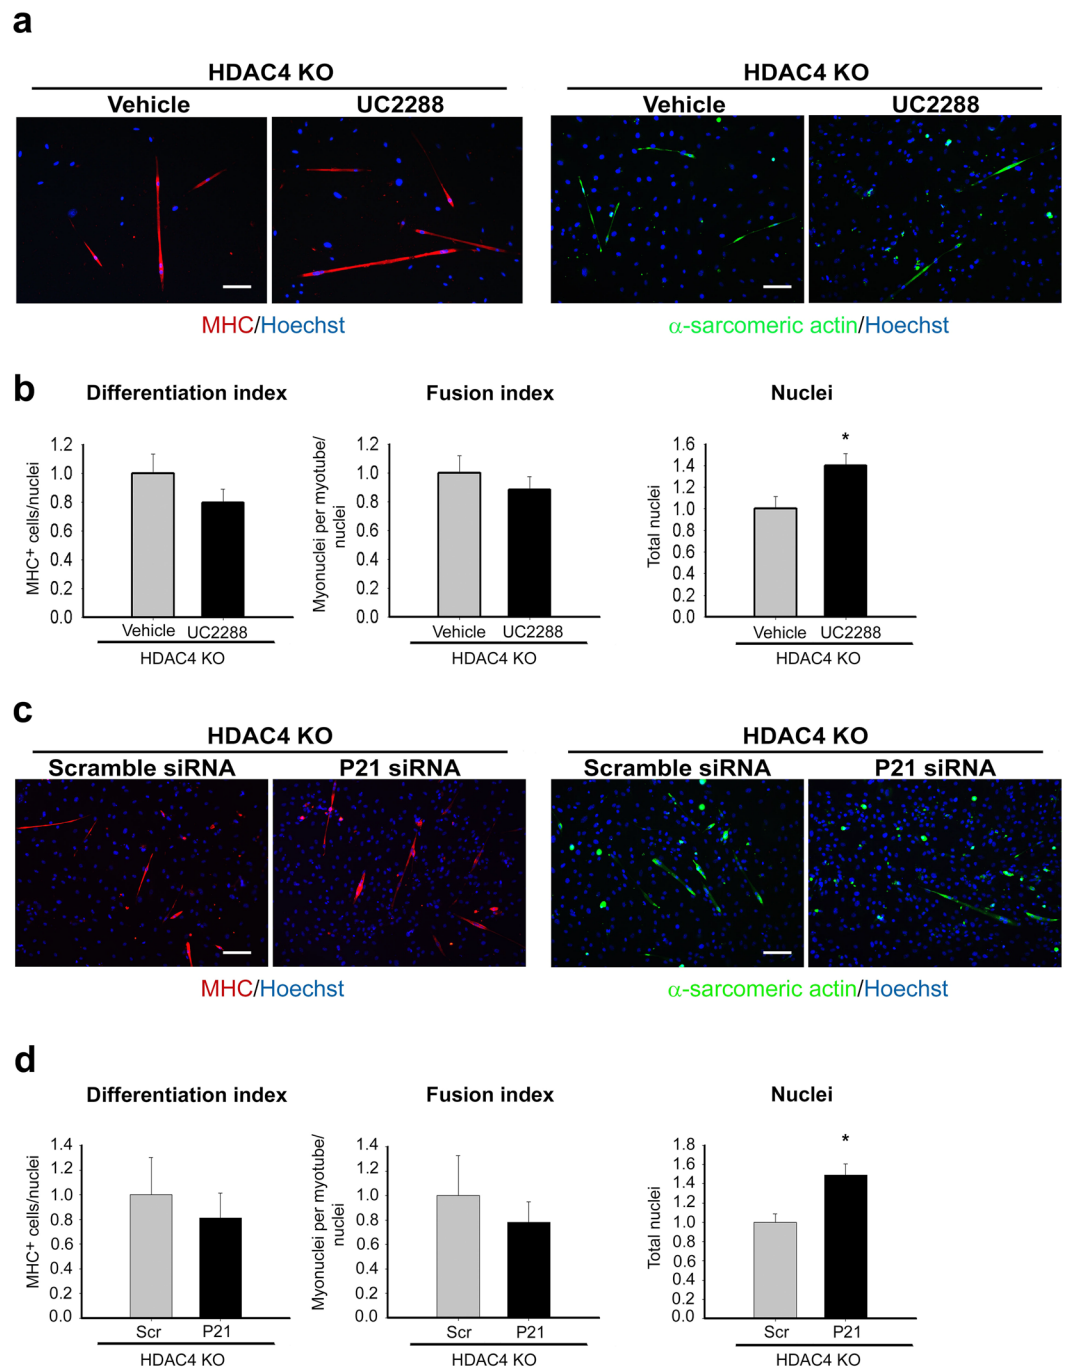 a
HDAC4 KO
HDAC4 KO
Vehicle
UC2288
Vehicle
UC2288
MHC/Hoechst
α-sarcomeric actin/Hoechst
b
Differentiation index
Fusion index
Nuclei
MHC+ cells/nuclei
1.2
1.0
0.8
0.6
0.4
0.2
0.0
Vehicle
UC2288
HDAC4 KO
Myonuclei per myotube/
nuclei
1.2
1.0
0.8
0.6
0.4
0.2
0.0
Vehicle
UC2288
HDAC4 KO
Total nuclei
1.6
1.4
1.2
1.0
0.8
0.6
0.4
0.2
0.0
*
Vehicle
UC2288
HDAC4 KO
c
HDAC4 KO
HDAC4 KO
Scramble siRNA
P21 siRNA
Scramble siRNA
P21 siRNA
MHC/Hoechst
α-sarcomeric actin/Hoechst
d
Differentiation index
Fusion index
Nuclei
MHC+ cells/nuclei
1.4
1.2
1.0
0.8
0.6
0.4
0.2
0.0
Scr
P21
HDAC4 KO
Myonuclei per myotube/
nuclei
1.4
1.2
1.0
0.8
0.6
0.4
0.2
0.0
Scr
P21
HDAC4 KO
Total nuclei
1.8
1.6
1.4
1.2
1.0
0.8
0.6
0.4
0.2
0.0
*
Scr
P21
HDAC4 KO